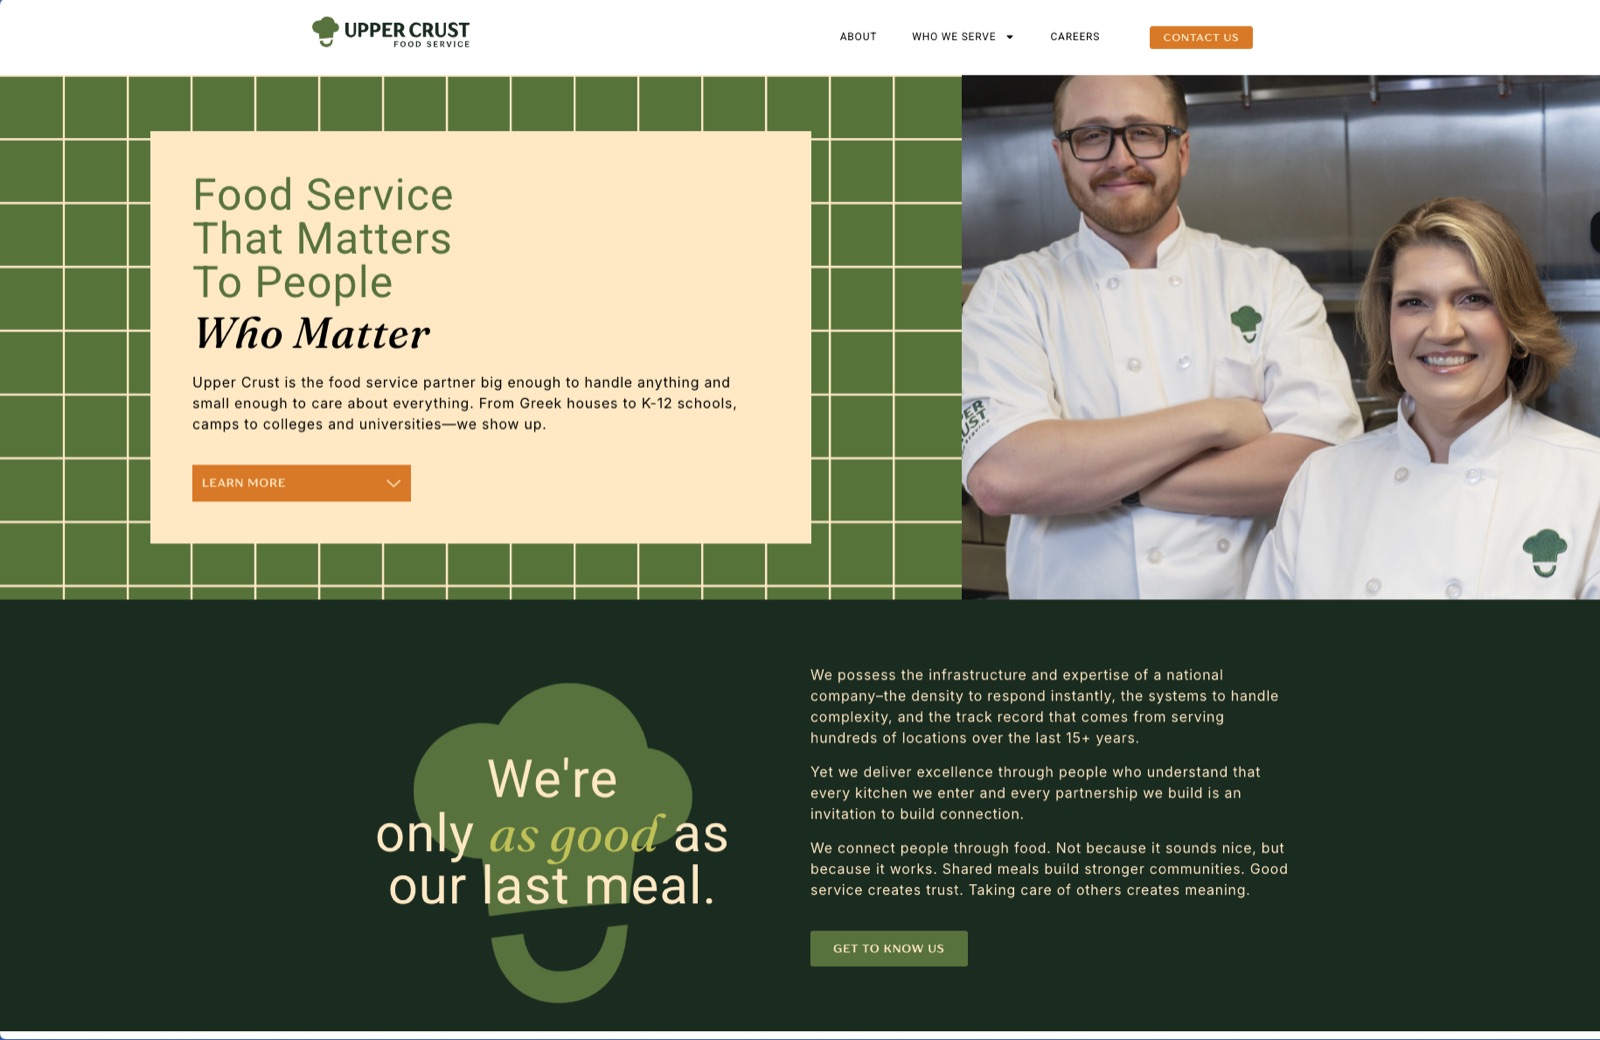 UPPER CRUST
FOOD SERVICE
ABOUT
WHO WE SERVE
CAREERS
CONTACT US
Food Service
That Matters
To People
Who Matter
Upper Crust is the food service partner big enough to handle anything and
small enough to care about everything. From Greek houses to K-12 schools,
camps to colleges and universities—we show up.
LEARN MORE
We're
only as good as
our last meal.
We possess the infrastructure and expertise of a national
company–the density to respond instantly, the systems to handle
complexity, and the track record that comes from serving
hundreds of locations over the last 15+ years.
Yet we deliver excellence through people who understand that
every kitchen we enter and every partnership we build is an
invitation to build connection.
We connect people through food. Not because it sounds nice, but
because it works. Shared meals build stronger communities. Good
service creates trust. Taking care of others creates meaning.
GET TO KNOW US